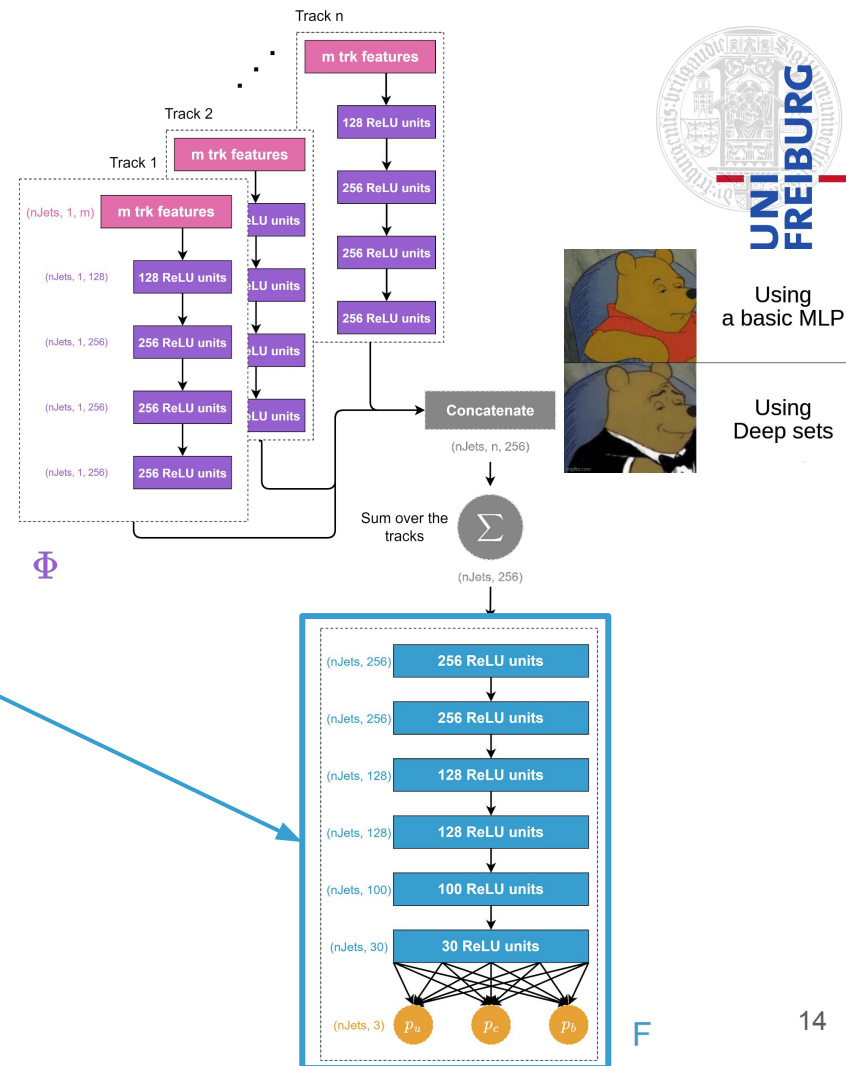 Track n
m trk features
128 ReLU units
256 ReLU units
256 ReLU units
256 ReLU units
Track 2
m trk features
eLU units
eLU units
eLU units
eLU units
Track 1
(nJets, 1, m)
m trk features
(nJets, 1, 128)
128 ReLU units
(nJets, 1, 256)
256 ReLU units
(nJets, 1, 256)
256 ReLU units
(nJets, 1, 256)
256 ReLU units
Φ
Concatenate
(nJets, n, 256)
Sum over the
tracks
Σ
(nJets, 256)
UNI
FREIBURG
Using
a basic MLP
Using
Deep sets
(nJets, 256)
256 ReLU units
(nJets, 256)
256 ReLU units
(nJets, 128)
128 ReLU units
(nJets, 128)
128 ReLU units
(nJets, 100)
100 ReLU units
(nJets, 30)
30 ReLU units
(nJets, 3)
p_u
p_c
p_b
F
14